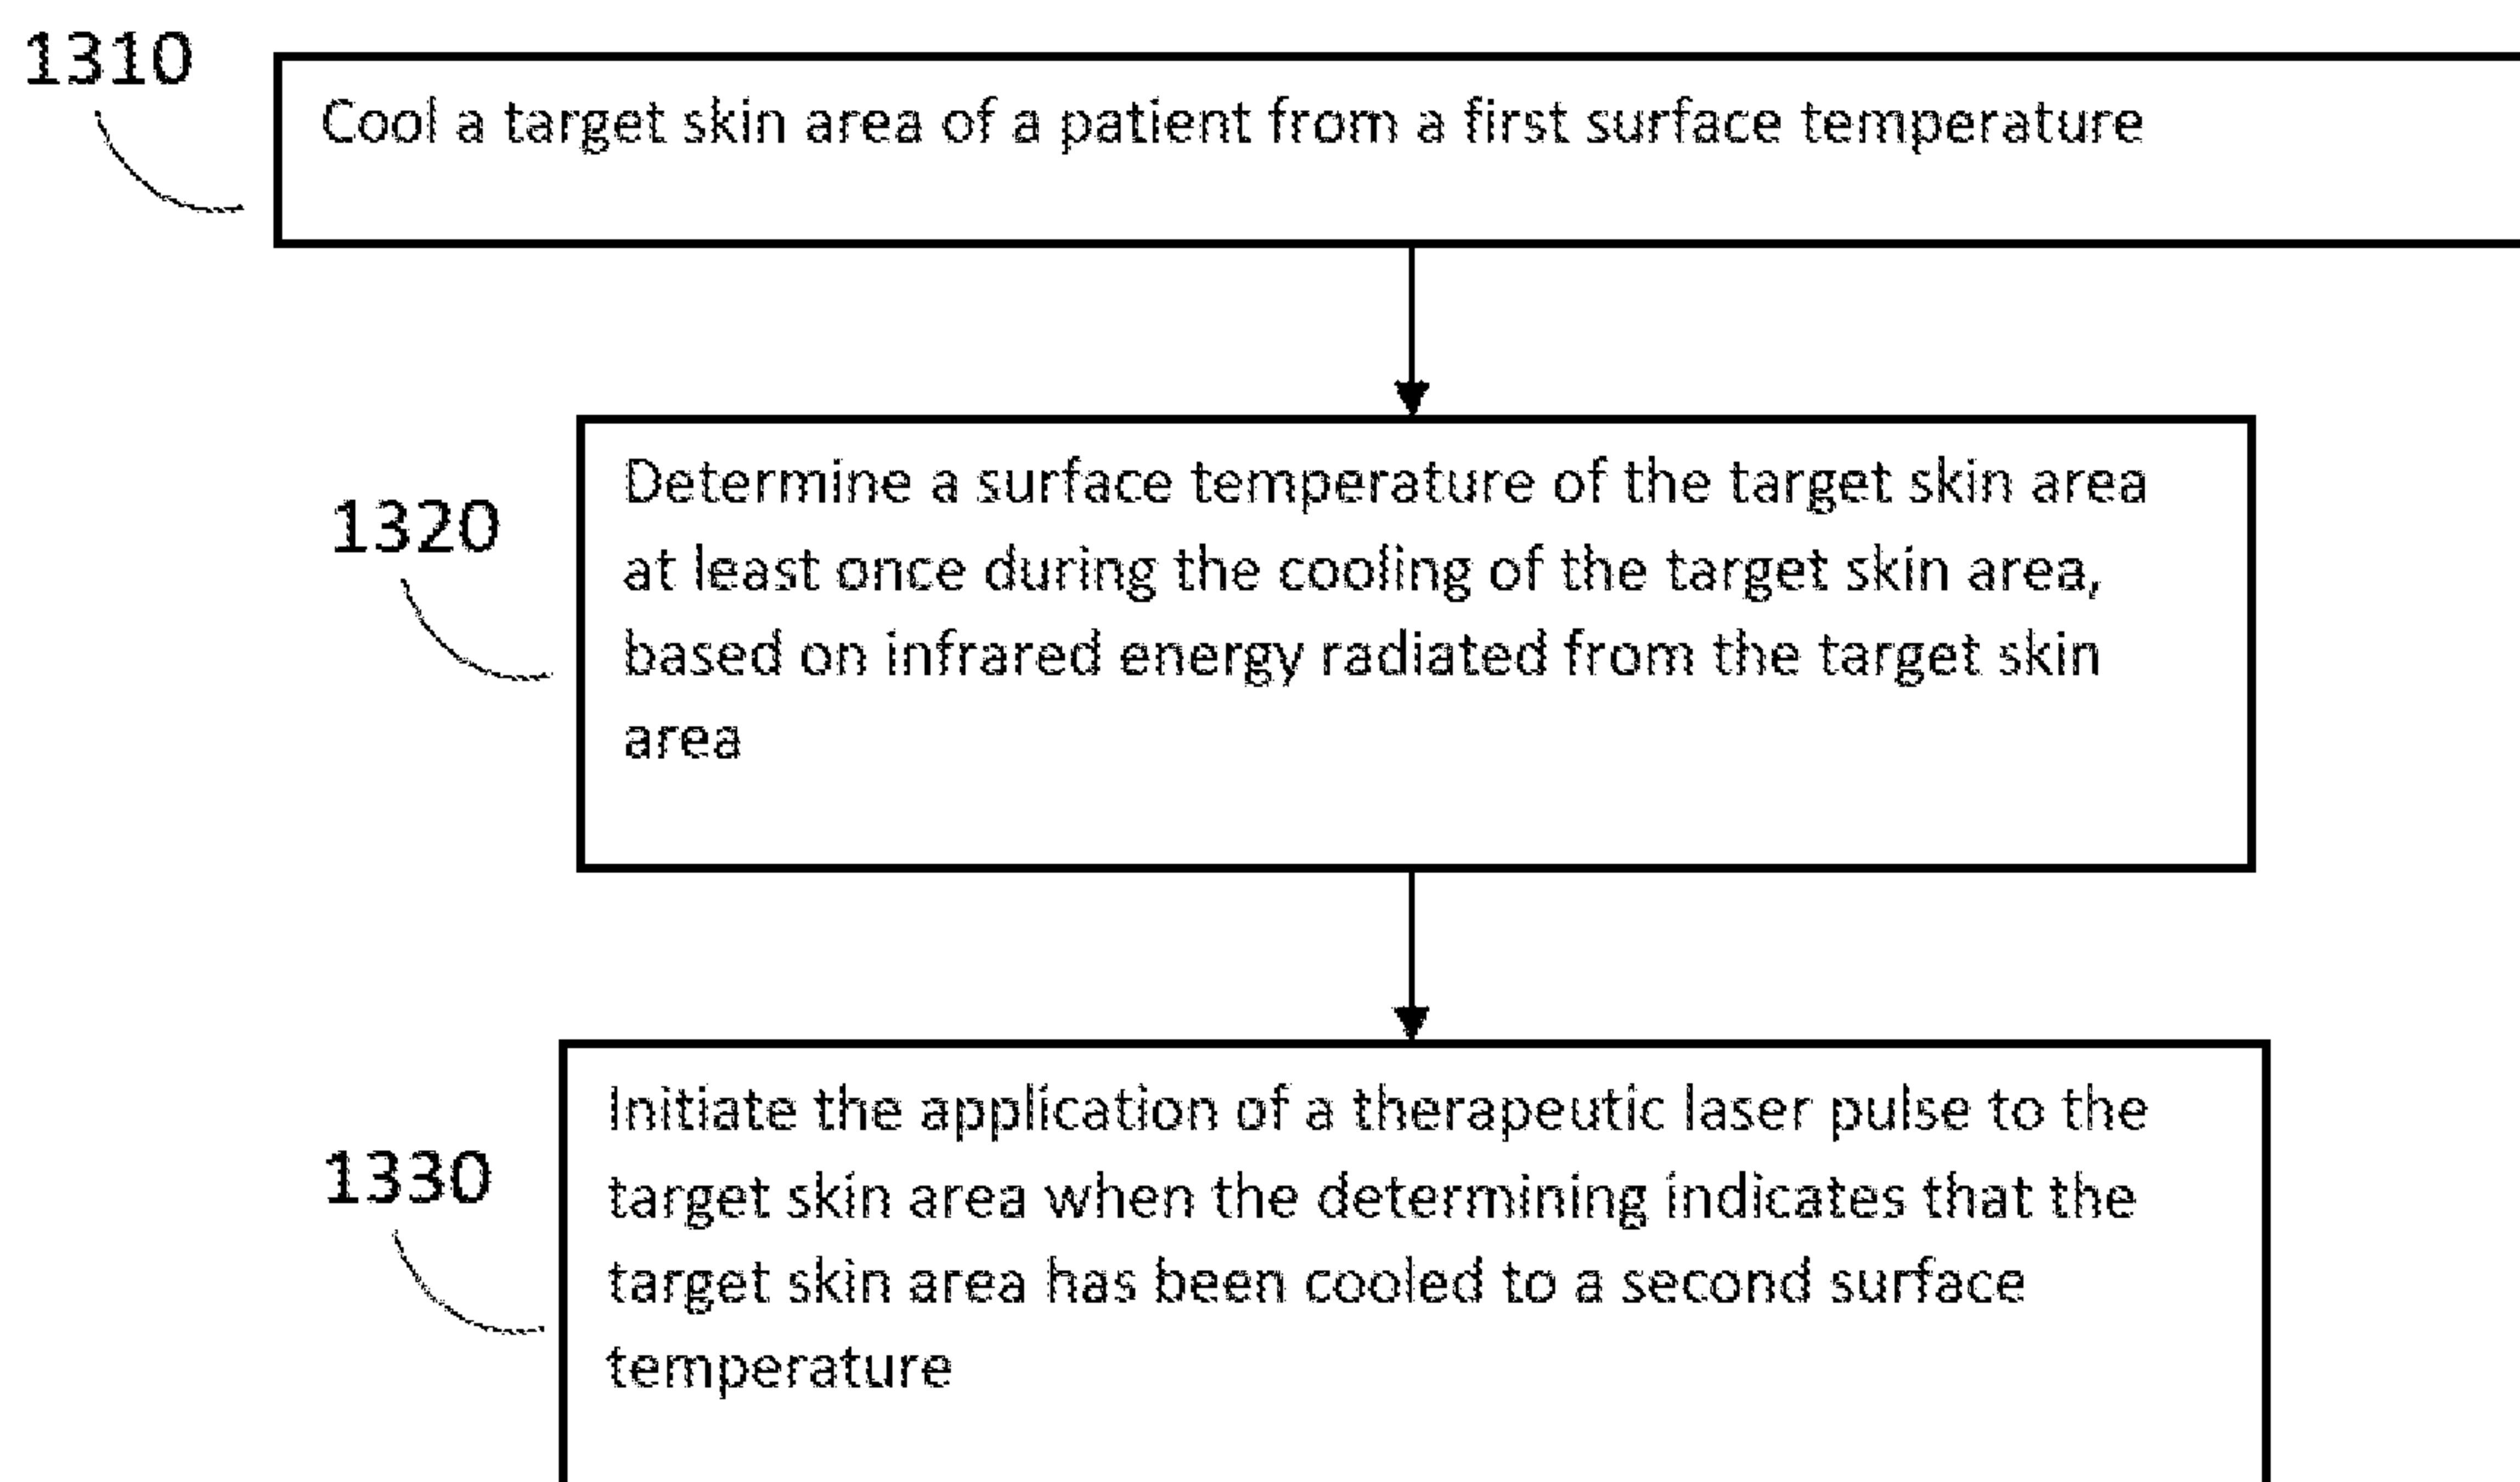 1310
Cool a target skin area of a patient from a first surface temperature
1320
Determine a surface temperature of the target skin area
at least once during the cooling of the target skin area,
based on infrared energy radiated from the target skin
area
1330
Initiate the application of a therapeutic laser pulse to the
target skin area when the determining indicates that the
target skin area has been cooled to a second surface
temperature